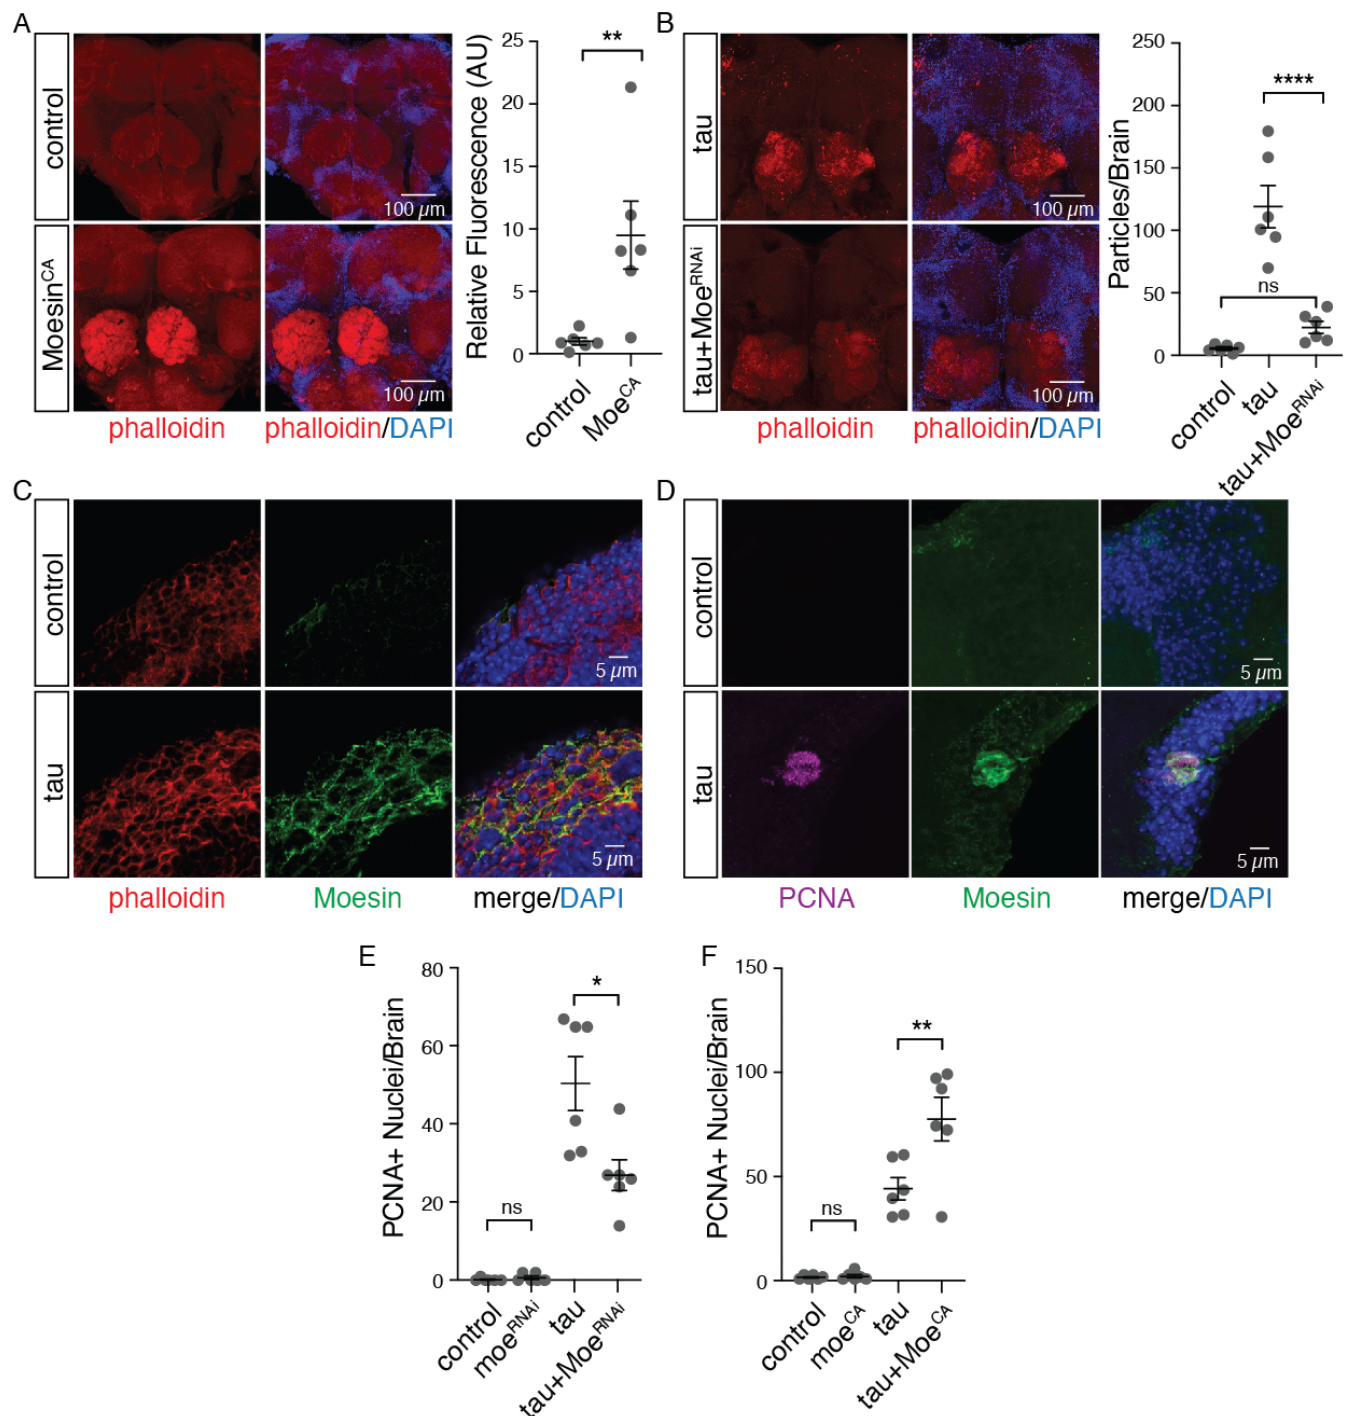 A
control
Moesin^CA
100 µm
100 µm
phalloidin
phalloidin/DAPI
Relative Fluorescence (AU)
25
20
15
10
5
0
**
control
Moe^CA
B
tau
tau+Moe^RNAi
100 µm
100 µm
phalloidin
phalloidin/DAPI
Particles/Brain
250
200
150
100
50
0
****
ns
control
tau
tau+Moe^RNAi
C
control
tau
5 µm
5 µm
phalloidin
Moesin
merge/DAPI
D
control
tau
5 µm
5 µm
PCNA
Moesin
merge/DAPI
E
PCNA+ Nuclei/Brain
80
60
40
20
0
ns
*
control
moe^RNAi
tau
tau+Moe^RNAi
F
PCNA+ Nuclei/Brain
150
100
50
0
ns
**
control
moe^CA
tau
tau+Moe^CA